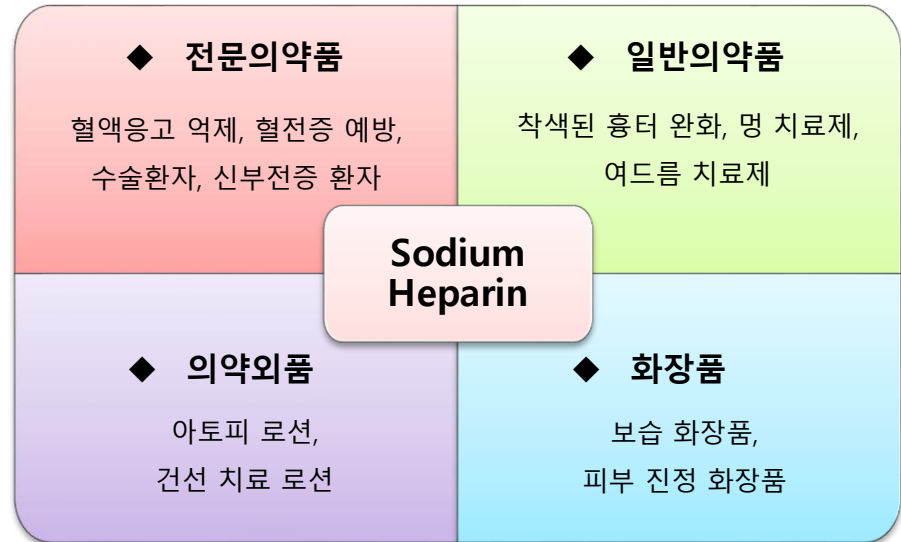 ◆ 전문의약품
혈액응고 억제, 혈전증 예방,
수술환자, 신부전증 환자
◆ 일반의약품
착색된 흉터 완화, 멍 치료제,
여드름 치료제
Sodium
Heparin
◆ 의약외품
아토피 로션,
건선 치료 로션
◆ 화장품
보습 화장품,
피부 진정 화장품